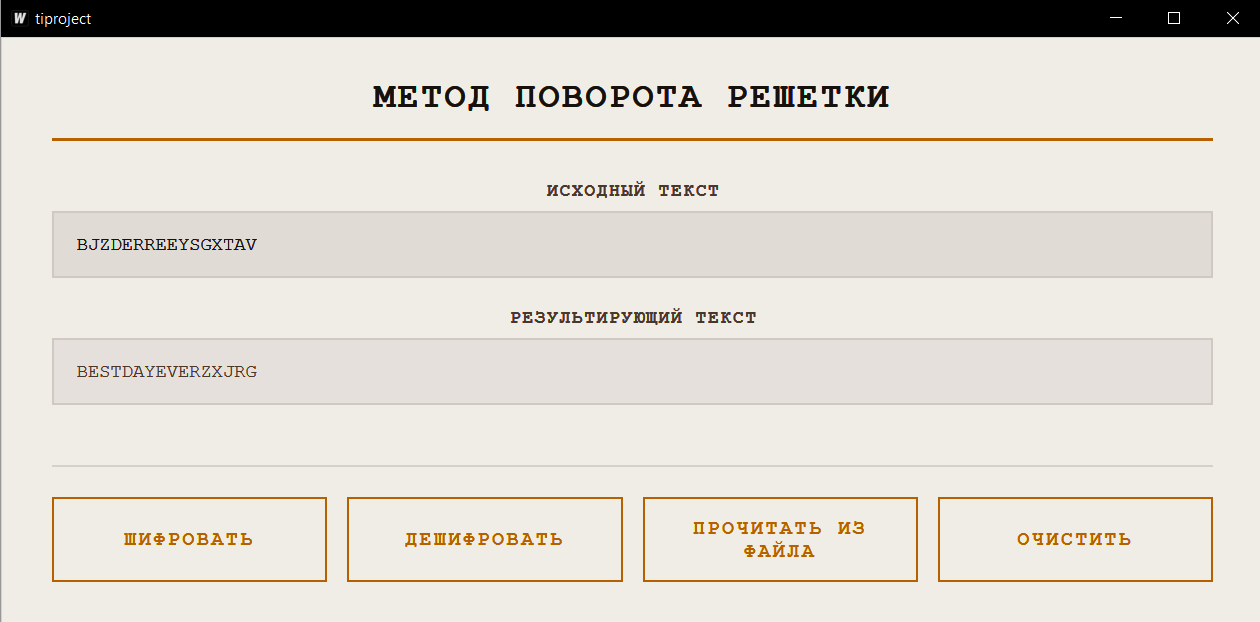 W tiproject
МЕТОД ПОВОРОТА РЕШЕТКИ
ИСХОДНЫЙ ТЕКСТ
BJZDERREEYSGXTAV
РЕЗУЛЬТИРУЮЩИЙ ТЕКСТ
BESTDAYEVERZXJRG
ШИФРОВАТЬ
ДЕШИФРОВАТЬ
ПРОЧИТАТЬ ИЗ
ФАЙЛА
ОЧИСТИТЬ